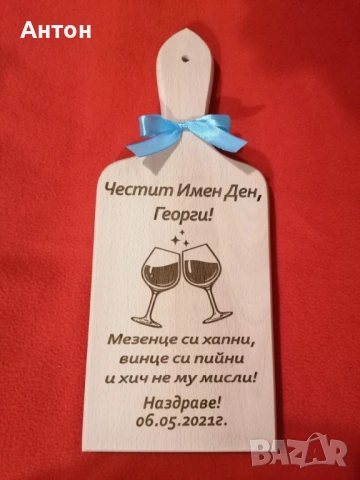 Антон
Честит Имен Ден,
Георги!
Мезенце си хапни,
винце си пийни
и хич не му мисли!
Наздраве!
06.05.2021г.
BAZAR